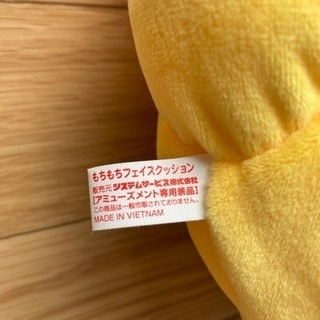 もちもちフェイスクッション
販売元 システムサービス株式会社
[アミューズメント専用景品]
この商品は一般市販されておりません。
MADE IN VIETNAM